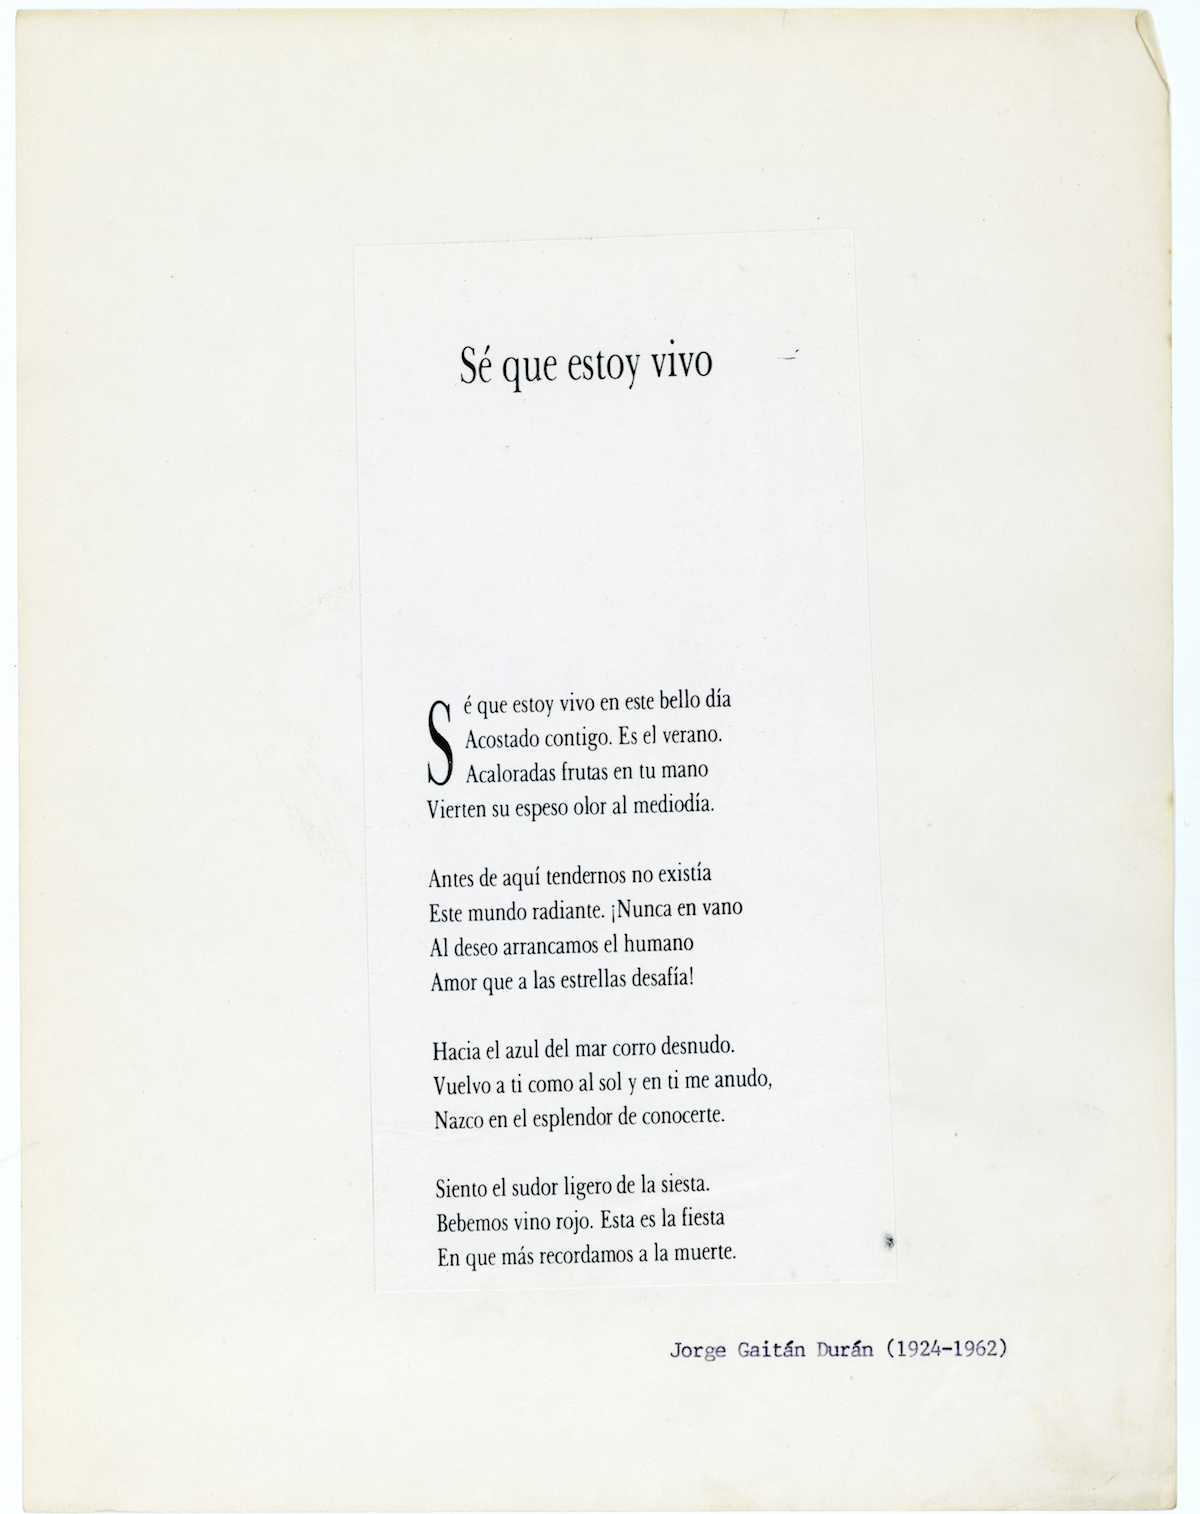 Sé que estoy vivo
Sé que estoy vivo en este bello día
Acostado contigo. Es el verano.
Acaloradas frutas en tu mano
Vierten su espeso olor al mediodía.
Antes de aquí tendernos no existía
Este mundo radiante. ¡Nunca en vano
Al deseo arrancamos el humano
Amor que a las estrellas desafía!
Hacia el azul del mar corro desnudo.
Vuelvo a ti como al sol y en ti me anudo,
Nazco en el esplendor de conocerte.
Siento el sudor ligero de la siesta.
Bebemos vino rojo. Esta es la fiesta
En que más recordamos a la muerte.
Jorge Gaitán Durán (1924-1962)